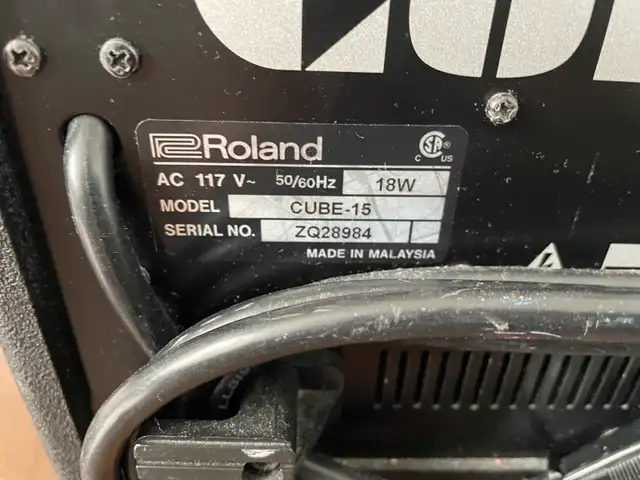 Roland
AC 117 V~ 50/60Hz 18W
MODEL CUBE-15
SERIAL NO. ZQ28984
MADE IN MALAYSIA